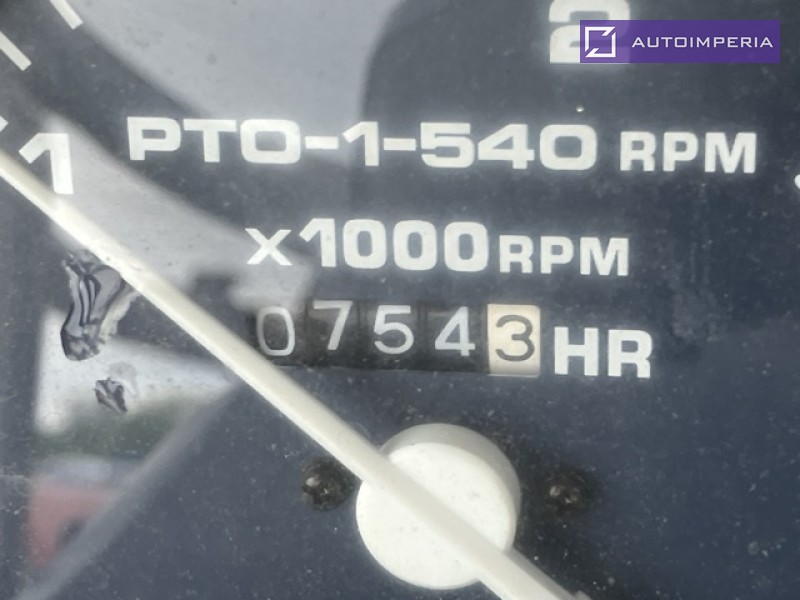 2
AUTOIMPERIA
1
PTO-1-540 RPM
x1000RPM
07543 HR